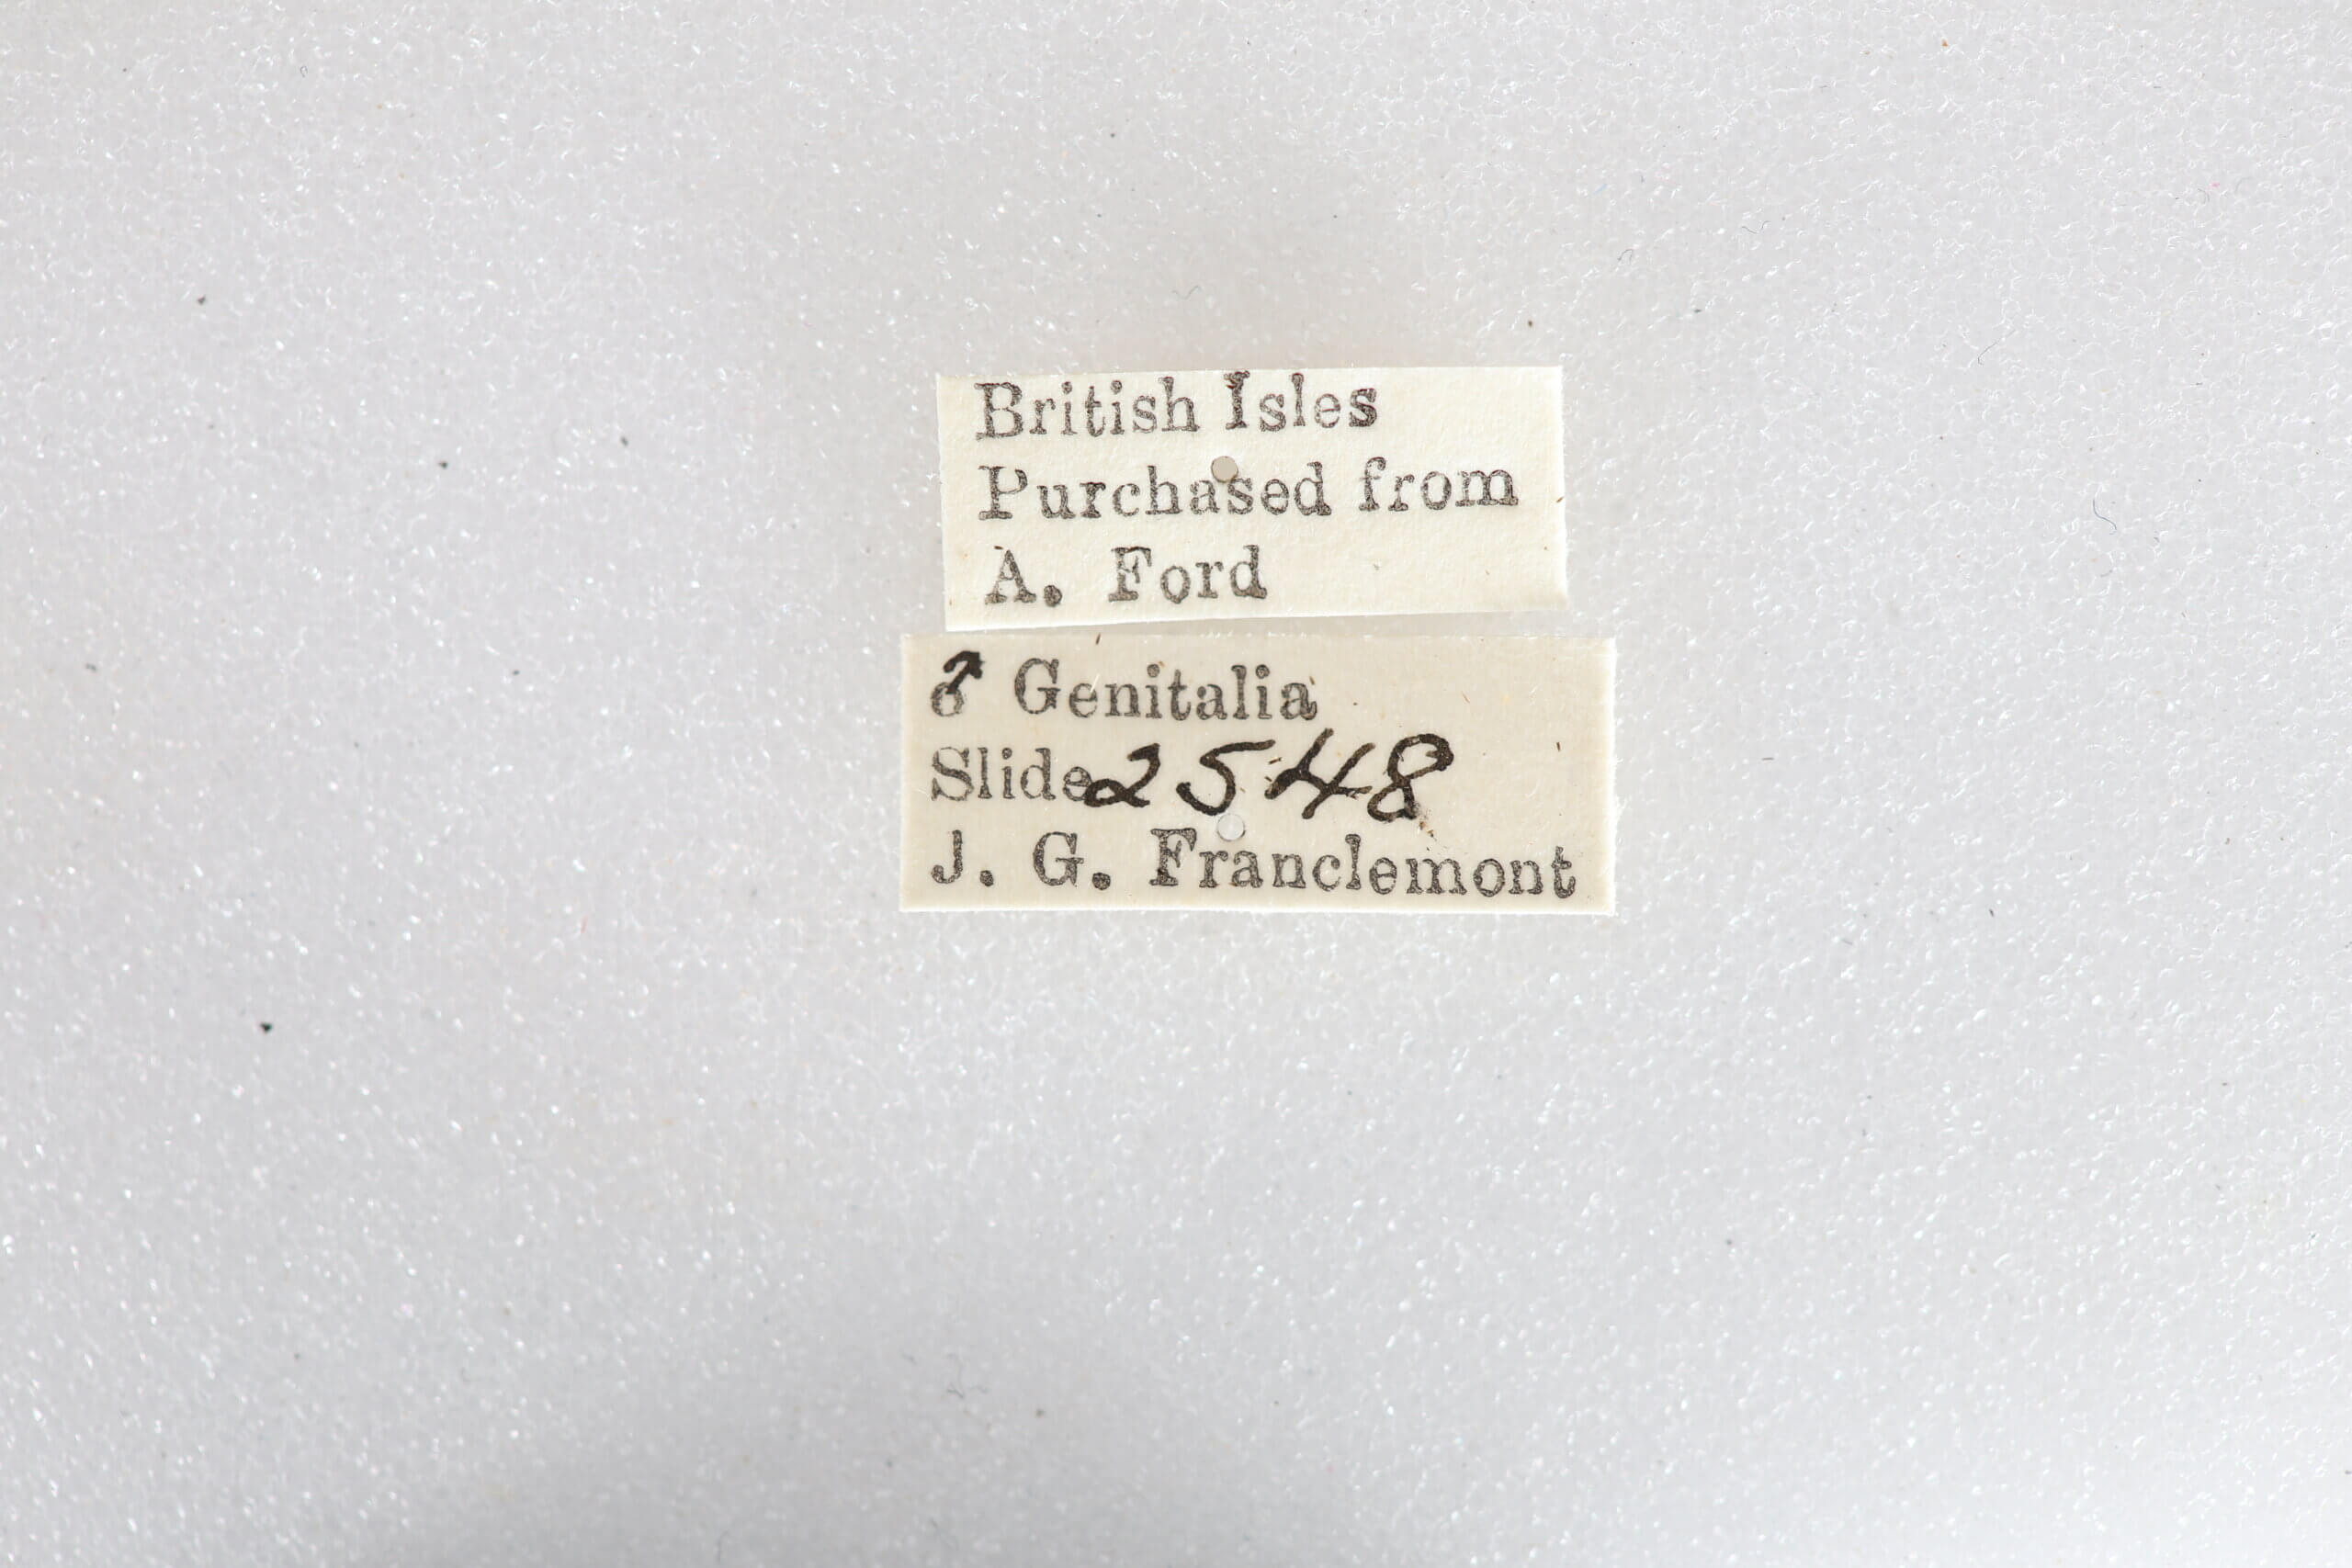 British Isles
Purchased from
A. Ford
♂ Genitalia
Slide 2548
J. G. Franclemont